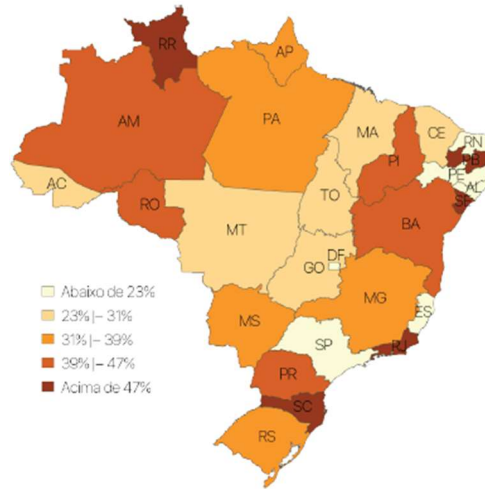 RR
AP
AM
PA
MA
CE
RN
PB
PI
PE
AL
SE
AC
RO
TO
BA
MT
DF
GO
MG
ES
MS
SP
RJ
PR
SC
RS
Abaixo de 23%
23% |– 31%
31% |– 39%
39% |– 47%
Acima de 47%